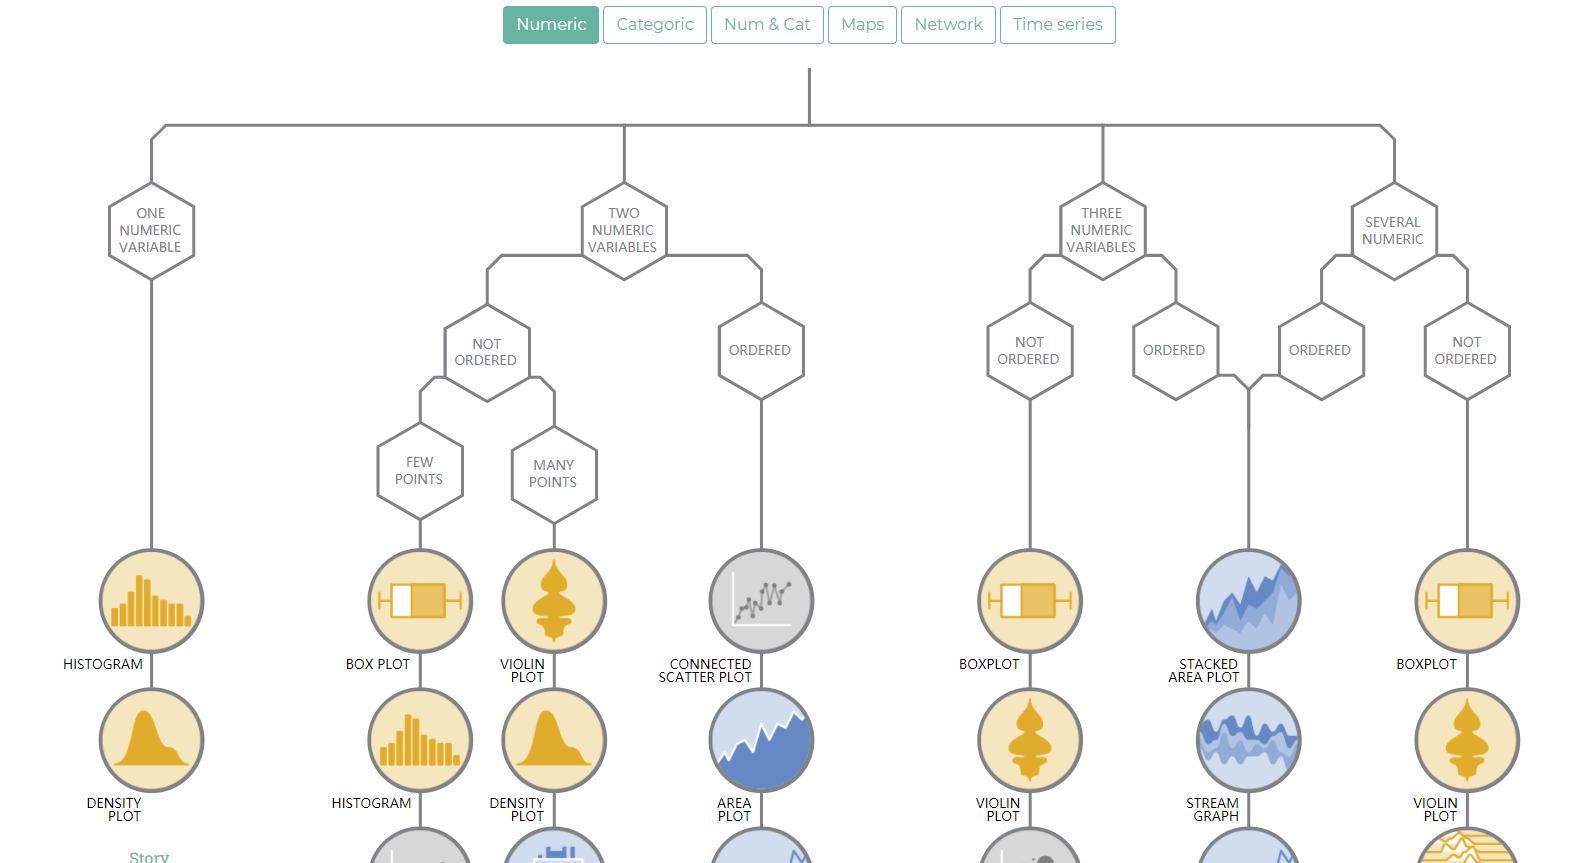 Numeric
Categoric
Num & Cat
Maps
Network
Time series
ONE
NUMERIC
VARIABLE
TWO
NUMERIC
VARIABLES
THREE
NUMERIC
VARIABLES
SEVERAL
NUMERIC
NOT
ORDERED
ORDERED
NOT
ORDERED
ORDERED
ORDERED
NOT
ORDERED
FEW
POINTS
MANY
POINTS
HISTOGRAM
BOX PLOT
VIOLIN
PLOT
CONNECTED
SCATTER PLOT
BOXPLOT
STACKED
AREA PLOT
BOXPLOT
DENSITY
PLOT
HISTOGRAM
DENSITY
PLOT
AREA
PLOT
VIOLIN
PLOT
STREAM
GRAPH
VIOLIN
PLOT
Story